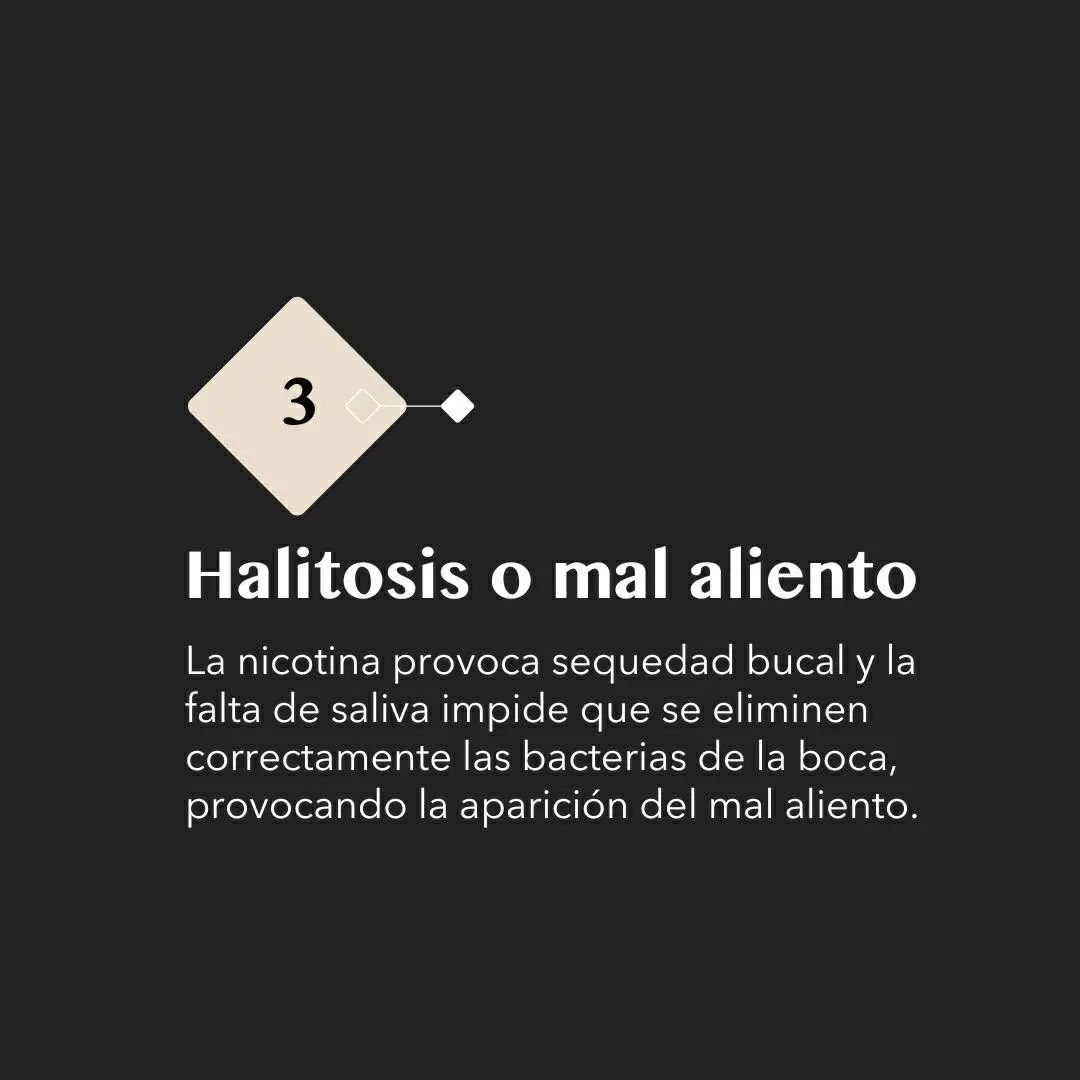 3
Halitosis o mal aliento
La nicotina provoca sequedad bucal y la
falta de saliva impide que se eliminen
correctamente las bacterias de la boca,
provocando la aparición del mal aliento.